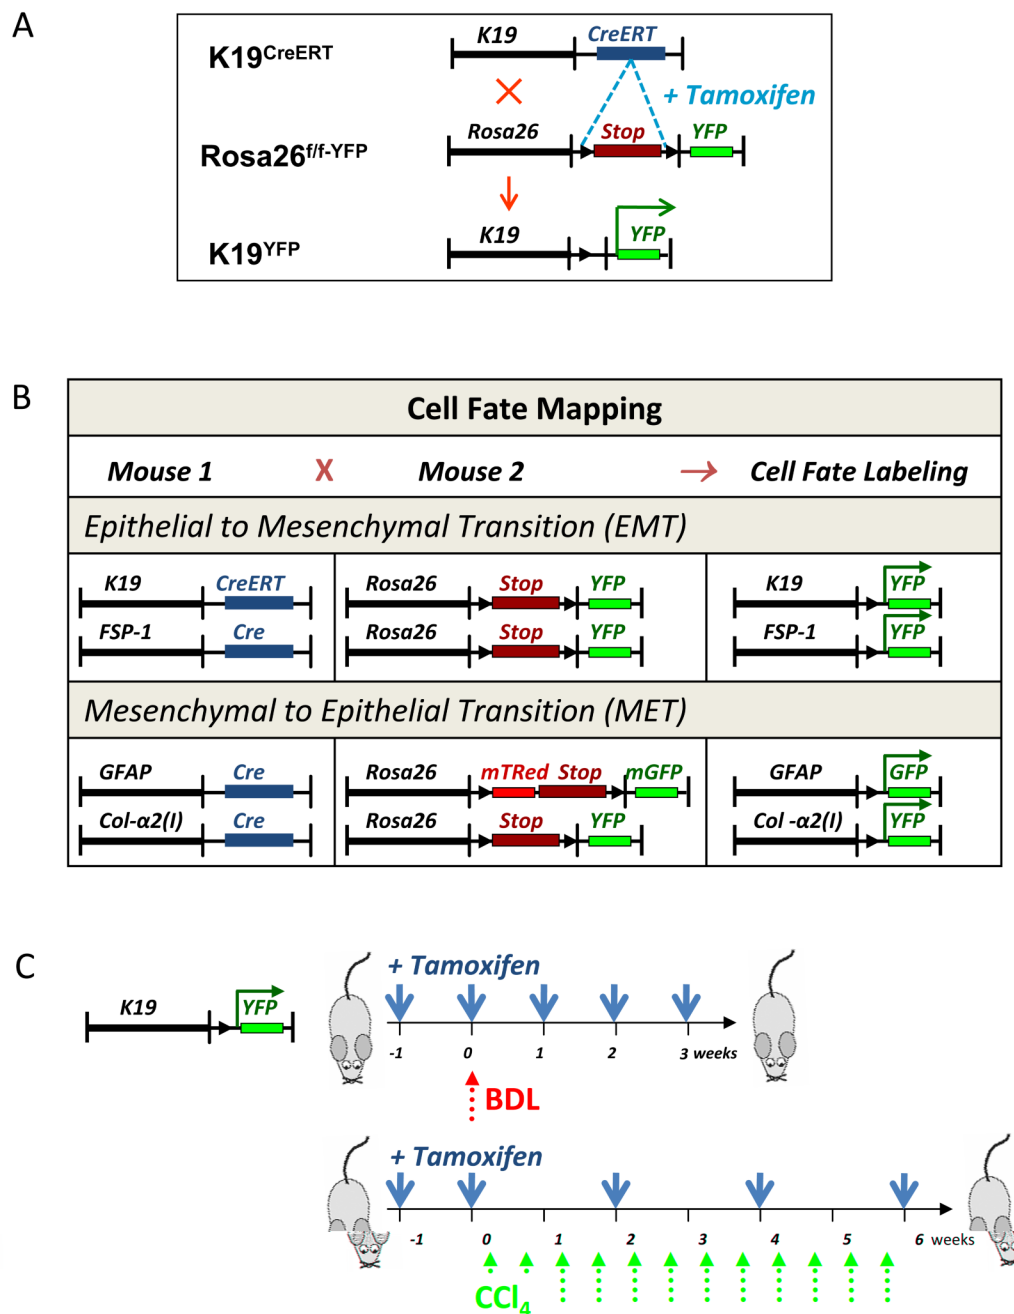 A
K19
CreERT
K19CreERT
+ Tamoxifen
Rosa26
Stop
YFP
Rosa26f/f-YFP
K19
YFP
K19YFP
B
Cell Fate Mapping
Mouse 1 X Mouse 2 → Cell Fate Labeling
Epithelial to Mesenchymal Transition (EMT)
K19 CreERT Rosa26 Stop YFP K19 YFP
FSP-1 Cre Rosa26 Stop YFP FSP-1 YFP
Mesenchymal to Epithelial Transition (MET)
GFAP Cre Rosa26 mTRed Stop mGFP GFAP GFP
Col-α2(I) Cre Rosa26 Stop YFP Col -α2(I) YFP
C
+ Tamoxifen
K19 YFP
-1 0 1 2 3 weeks
BDL
+ Tamoxifen
-1 0 1 2 3 4 5 6 weeks
CCl4